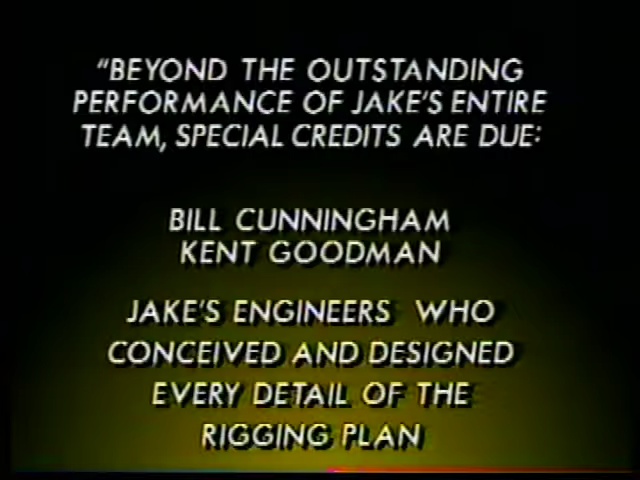 "BEYOND THE OUTSTANDING
PERFORMANCE OF JAKE'S ENTIRE
TEAM, SPECIAL CREDITS ARE DUE:
BILL CUNNINGHAM
KENT GOODMAN
JAKE'S ENGINEERS WHO
CONCEIVED AND DESIGNED
EVERY DETAIL OF THE
RIGGING PLAN